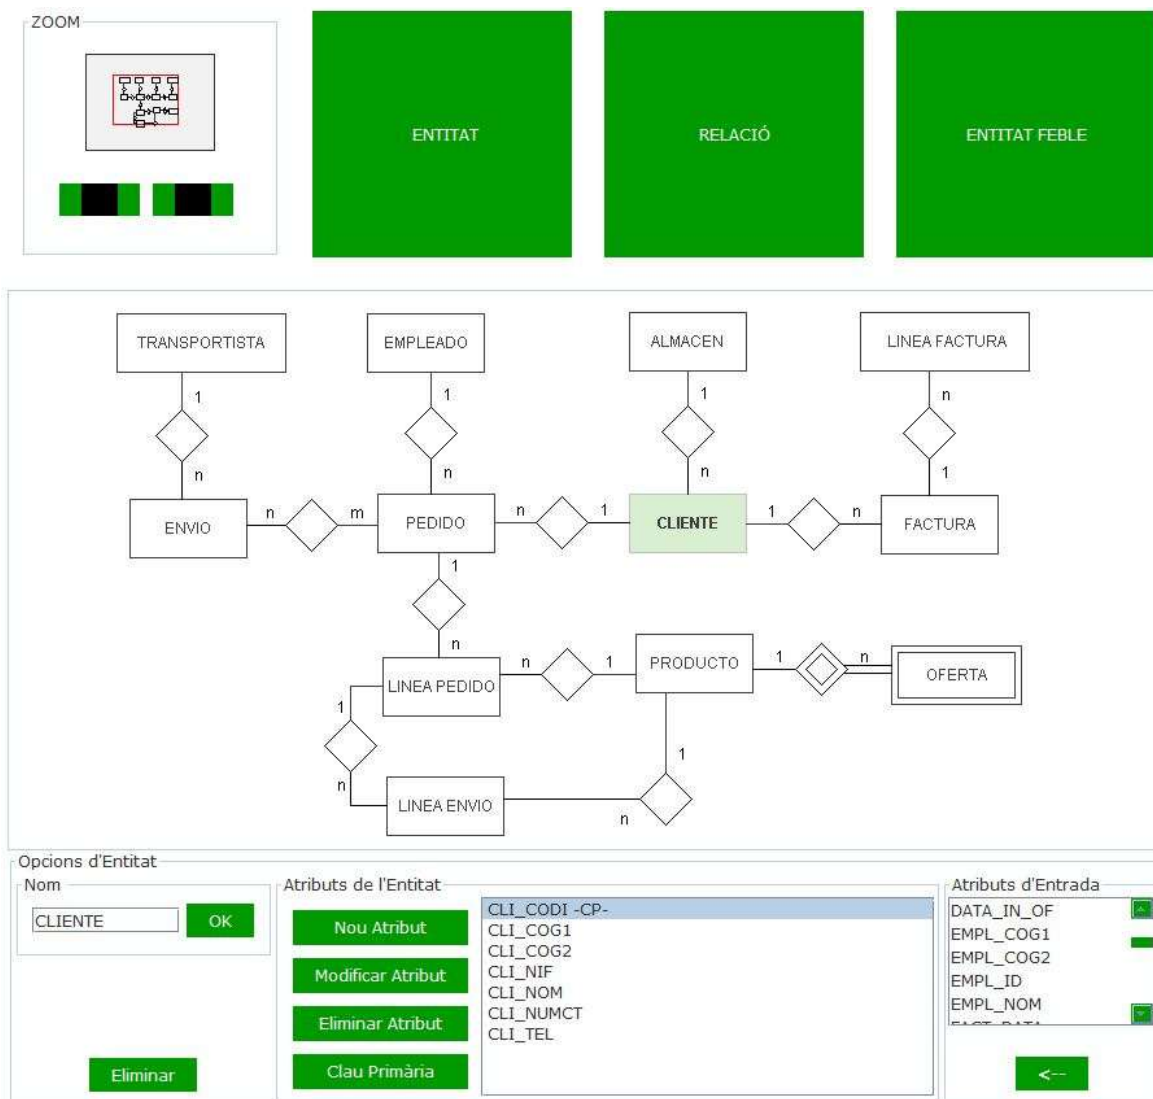 ZOOM
ENTITAT
RELACIÓ
ENTITAT FEBLE
TRANSPORTISTA
EMPLEADO
ALMACEN
LINEA FACTURA
1
1
1
n
n
n
n
1
ENVIO
n
m
PEDIDO
n
1
CLIENTE
1
n
FACTURA
1
n
LINEA PEDIDO
n
1
PRODUCTO
1
n
OFERTA
1
n
LINEA ENVIO
n
1
Opcions d'Entitat
Nom
CLIENTE
OK
Eliminar
Atributs de l'Entitat
Nou Atribut
Modificar Atribut
Eliminar Atribut
Clau Primària
CLI_CODI -CP-
CLI_COG1
CLI_COG2
CLI_NIF
CLI_NOM
CLI_NUMCT
CLI_TEL
Atributs d'Entrada
DATA_IN_OF
EMPL_COG1
EMPL_COG2
EMPL_ID
EMPL_NOM
FACT_DATA
<--